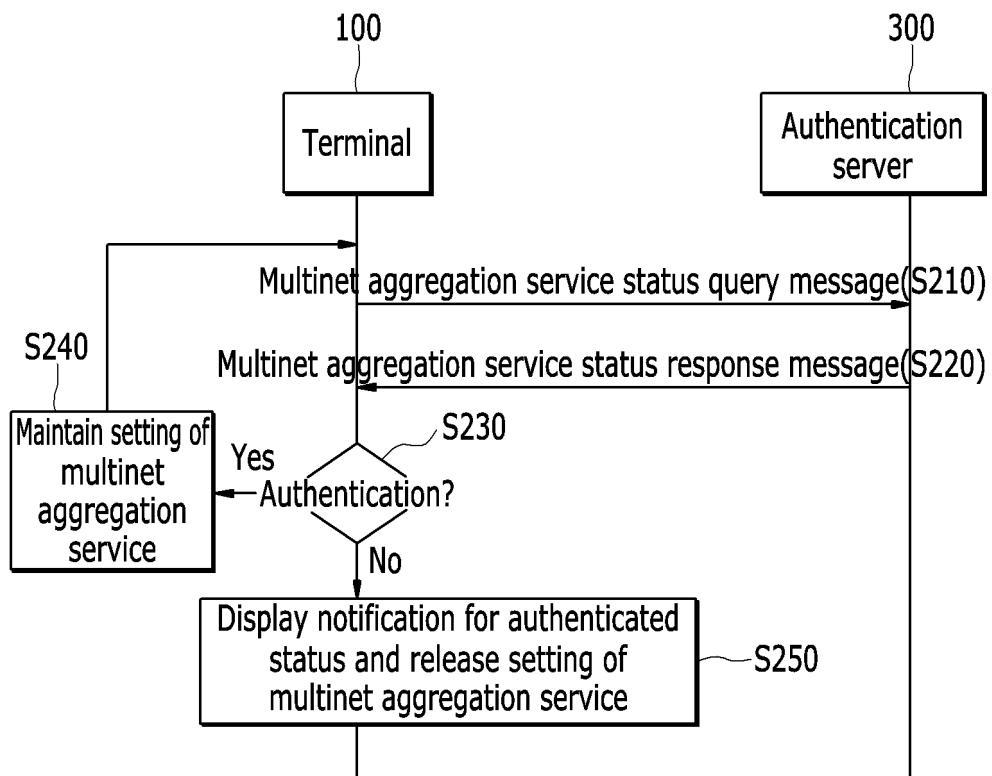 100
300
Terminal
Authentication
server
Multinet aggregation service status query message(S210)
S240
Multinet aggregation service status response message(S220)
Maintain setting of
multinet
aggregation
service
Yes
S230
Authentication?
No
Display notification for authenticated
status and release setting of
multinet aggregation service
S250